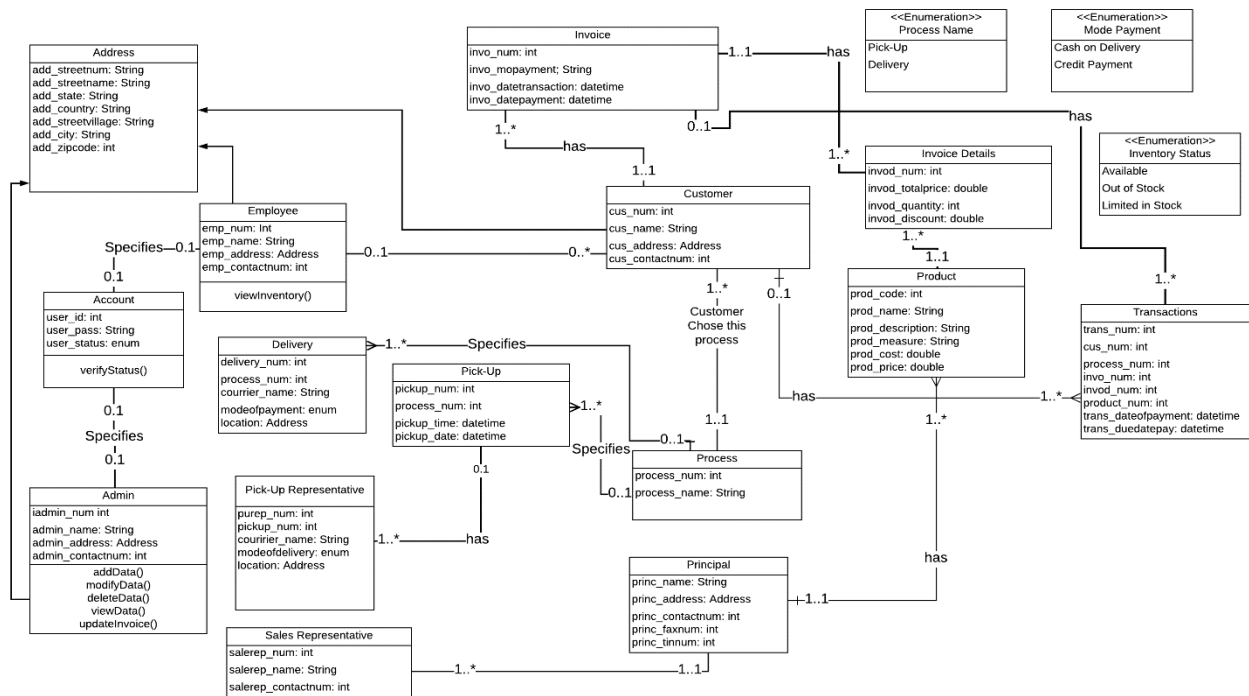 Address
add_streetnum: String
add_streetname: String
add_state: String
add_country: String
add_streetvillage: String
add_city: String
add_zipcode: int
Invoice
invo_num: int
invo_mopayment; String
invo_datetransaction: datetime
invo_datepayment: datetime
<<Enumeration>>
Process Name
Pick-Up
Delivery
<<Enumeration>>
Mode Payment
Cash on Delivery
Credit Payment
<<Enumeration>>
Inventory Status
Available
Out of Stock
Limited in Stock
1..1
has
1..*
0..1
has
1..*
1..*
has
1..1
Invoice Details
invod_num: int
invod_totalprice: double
invod_quantity: int
invod_discount: double
1..*
1..1
Customer
cus_num: int
cus_name: String
cus_address: Address
cus_contactnum: int
Employee
emp_num: Int
emp_name: String
emp_address: Address
emp_contactnum: int
viewInventory()
0..1
0..*
Specifies
0.1
0.1
Account
user_id: int
user_pass: String
user_status: enum
verifyStatus()
0.1
Specifies
0.1
Admin
iadmin_num int
admin_name: String
admin_address: Address
admin_contactnum: int
addData()
modifyData()
deleteData()
viewData()
updateInvoice()
Product
prod_code: int
prod_name: String
prod_description: String
prod_measure: String
prod_cost: double
prod_price: double
Transactions
trans_num: int
cus_num: int
process_num: int
invo_num: int
invod_num: int
product_num: int
trans_dateofpayment: datetime
trans_duedatepay: datetime
0..1
has
1..*
1..*
Customer
Chose this
process
1..1
Delivery
delivery_num: int
process_num: int
courrier_name: String
modeofpayment: enum
location: Address
1..*
Specifies
0..1
Pick-Up
pickup_num: int
process_num: int
pickup_time: datetime
pickup_date: datetime
1..*
Specifies
0..1
Process
process_num: int
process_name: String
0.1
has
1..*
Pick-Up Representative
purep_num: int
pickup_num: int
couririer_name: String
modeofdelivery: enum
location: Address
1..*
has
1..1
Principal
princ_name: String
princ_address: Address
princ_contactnum: int
princ_faxnum: int
princ_tinnum: int
1..1
1..*
Sales Representative
salerep_num: int
salerep_name: String
salerep_contactnum: int